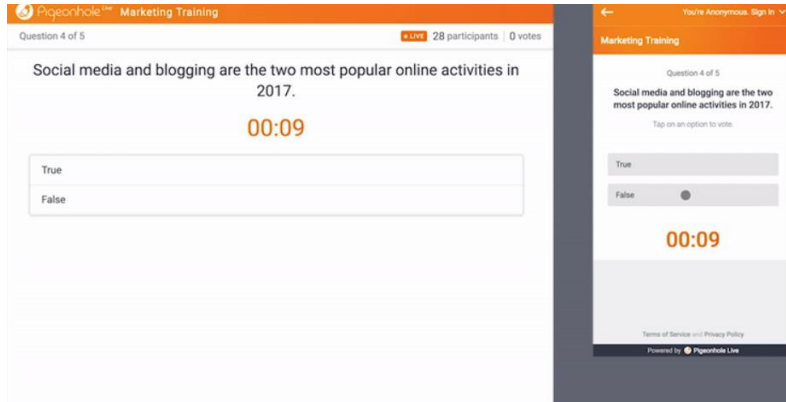 Pigeonhole Live Marketing Training
Question 4 of 5
LIVE 28 participants 0 votes
Social media and blogging are the two most popular online activities in
2017.
00:09
True
False
You're Anonymous. Sign in
Marketing Training
Question 4 of 5
Social media and blogging are the two
most popular online activities in 2017.
Tap on an option to vote.
True
False
00:09
Terms of Service and Privacy Policy
Powered by Pigeonhole Live